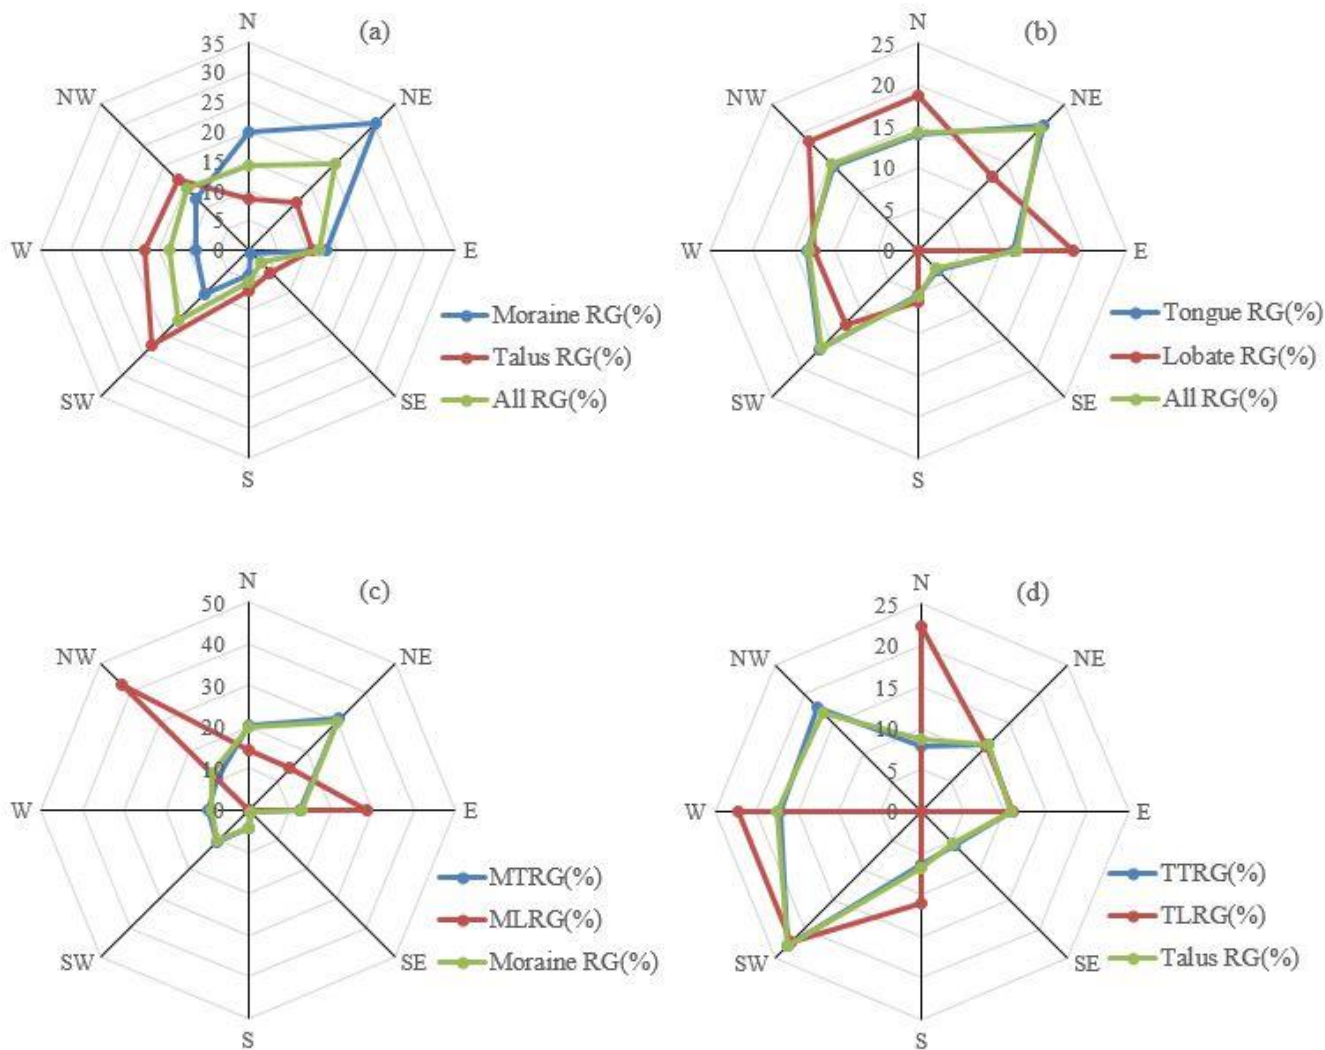 (a)
N
NE
E
SE
S
SW
W
NW
35
30
25
20
15
10
5
0
Moraine RG(%)
Talus RG(%)
All RG(%)
(b)
N
NE
E
SE
S
SW
W
NW
25
20
15
10
5
0
Tongue RG(%)
Lobate RG(%)
All RG(%)
(c)
N
NE
E
SE
S
SW
W
NW
50
40
30
20
10
0
MTRG(%)
MLRG(%)
Moraine RG(%)
(d)
N
NE
E
SE
S
SW
W
NW
25
20
15
10
5
0
TTRG(%)
TLRG(%)
Talus RG(%)